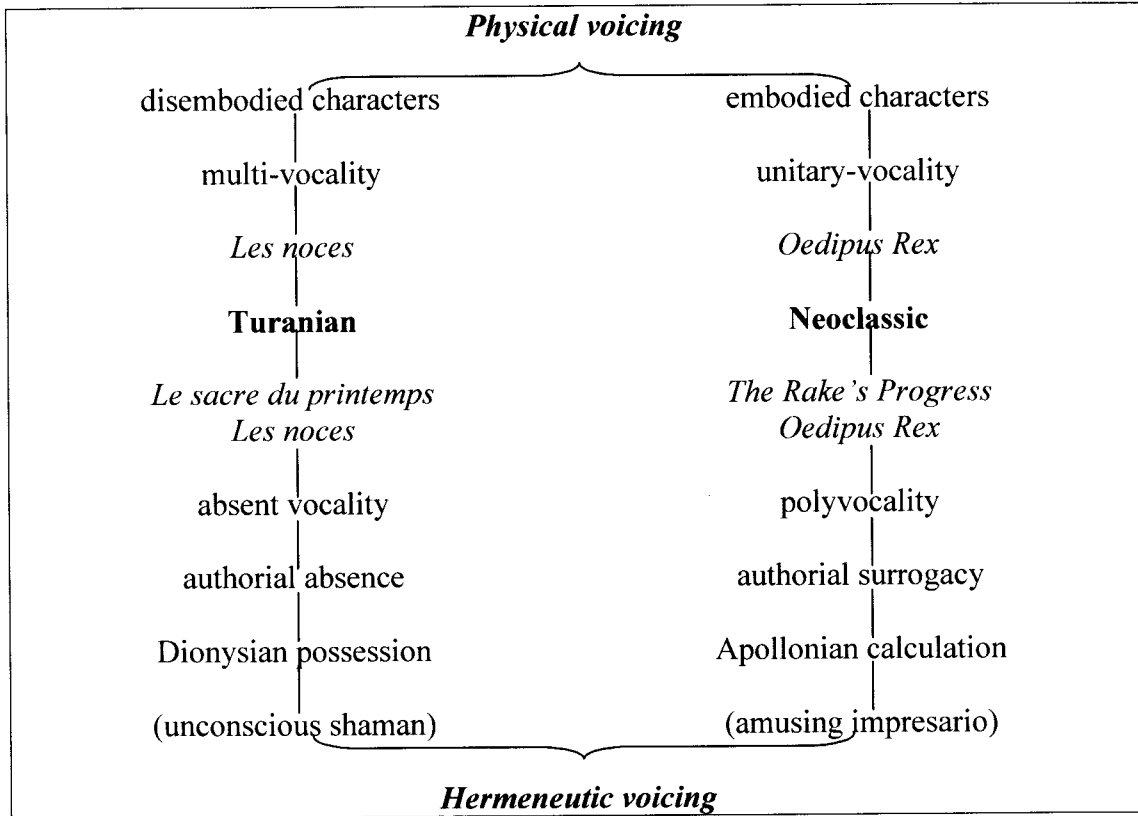 Physical voicing
disembodied characters
multi-vocality
Les noces
Turanian
Le sacre du printemps
Les noces
absent vocality
authorial absence
Dionysian possession
(unconscious shaman)
embodied characters
unitary-vocality
Oedipus Rex
Neoclassic
The Rake's Progress
Oedipus Rex
polyvocality
authorial surrogacy
Apollonian calculation
(amusing impresario)
Hermeneutic voicing